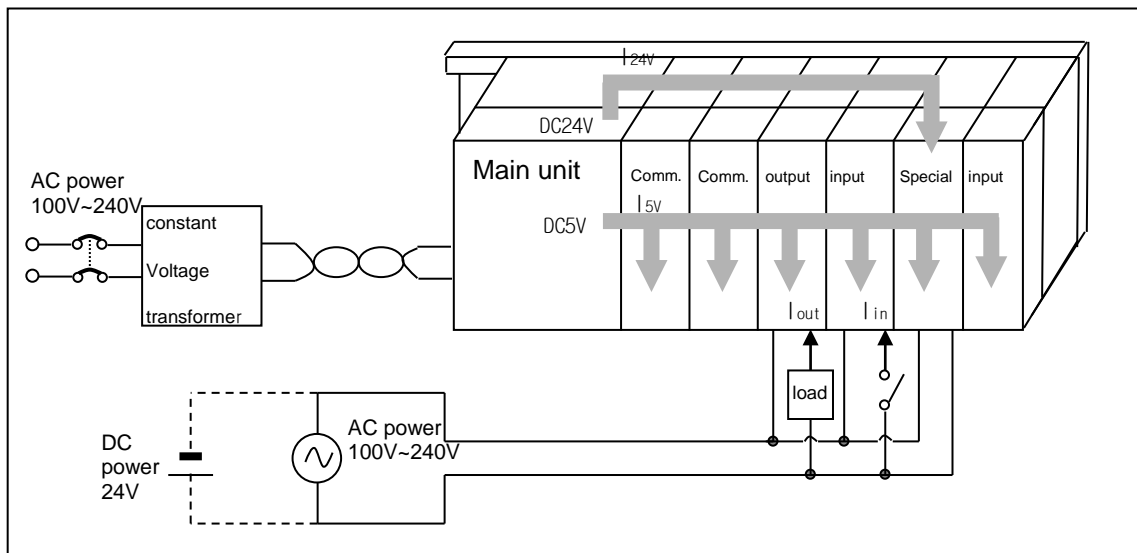 I24V
DC24V
Main unit
Comm.
Comm.
output
input
Special
input
I5V
DC5V
AC power
100V~240V
constant
Voltage
transformer
Iout
Iin
load
AC power
100V~240V
DC
power
24V